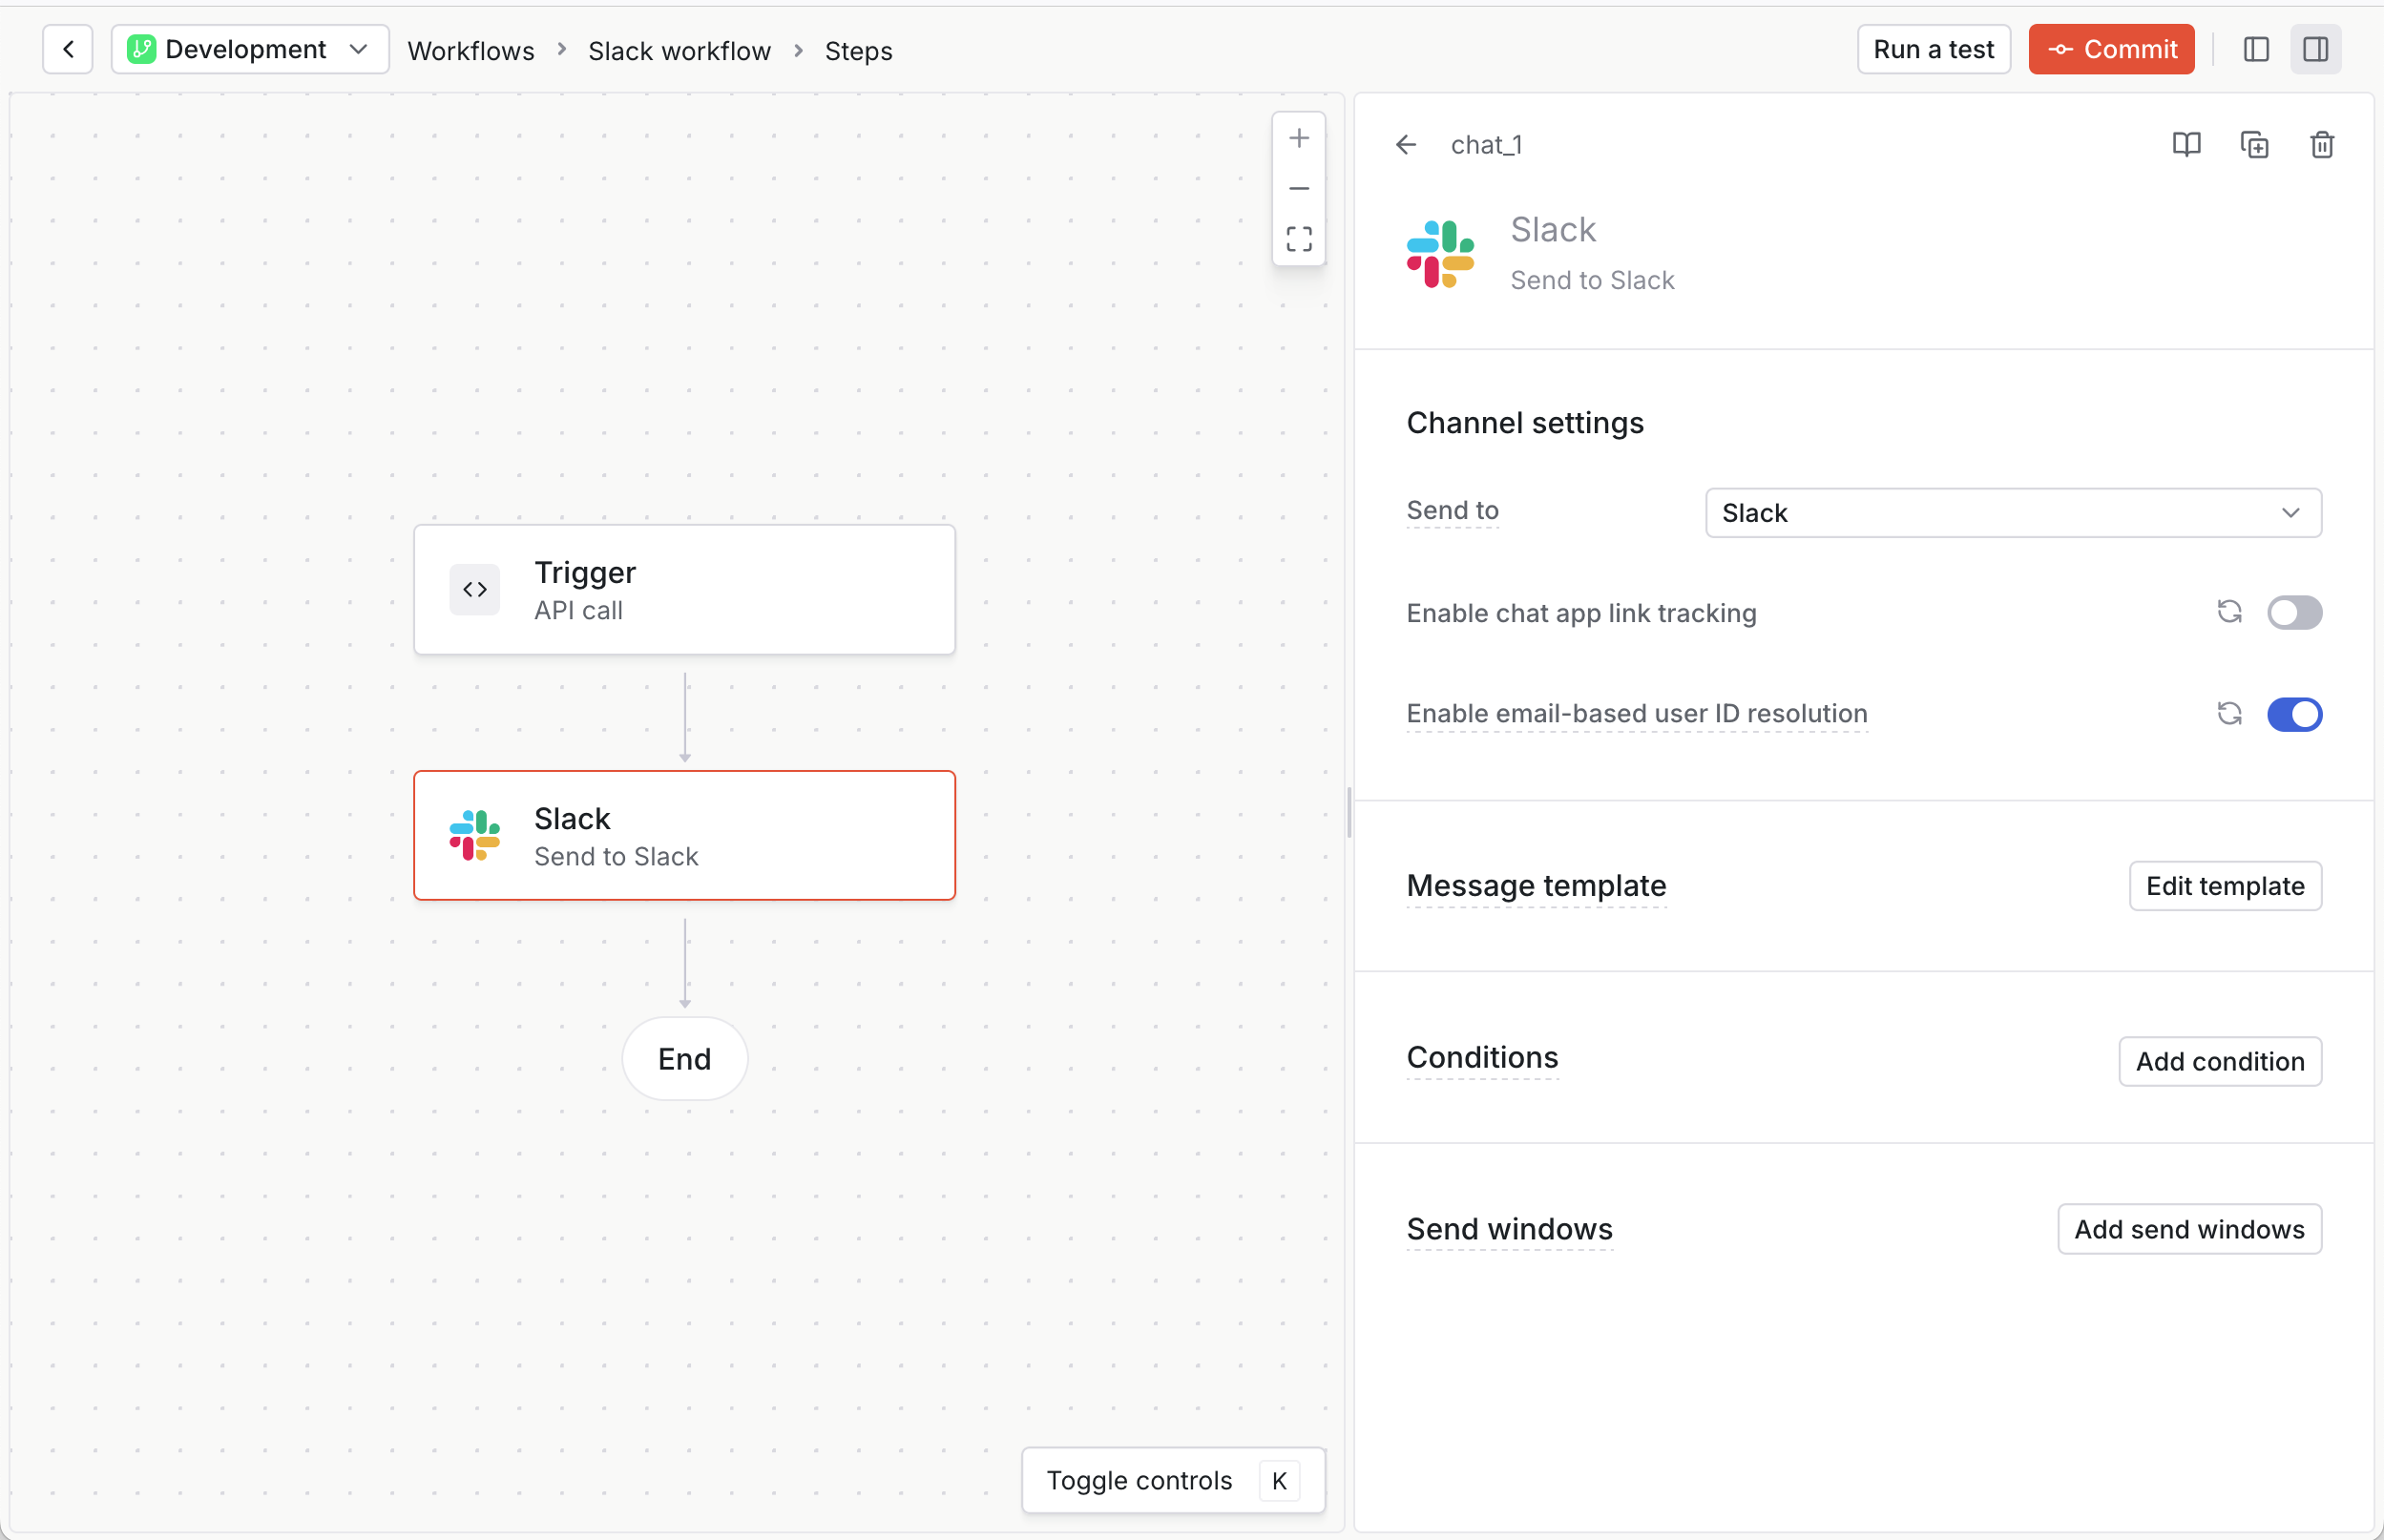 Development
Workflows
Slack workflow
Steps
Run a test
Commit
chat_1
Slack
Send to Slack
Channel settings
Send to
Slack
Enable chat app link tracking
Enable email-based user ID resolution
Message template
Edit template
Conditions
Add condition
Send windows
Add send windows
Trigger
API call
Slack
Send to Slack
End
Toggle controls K